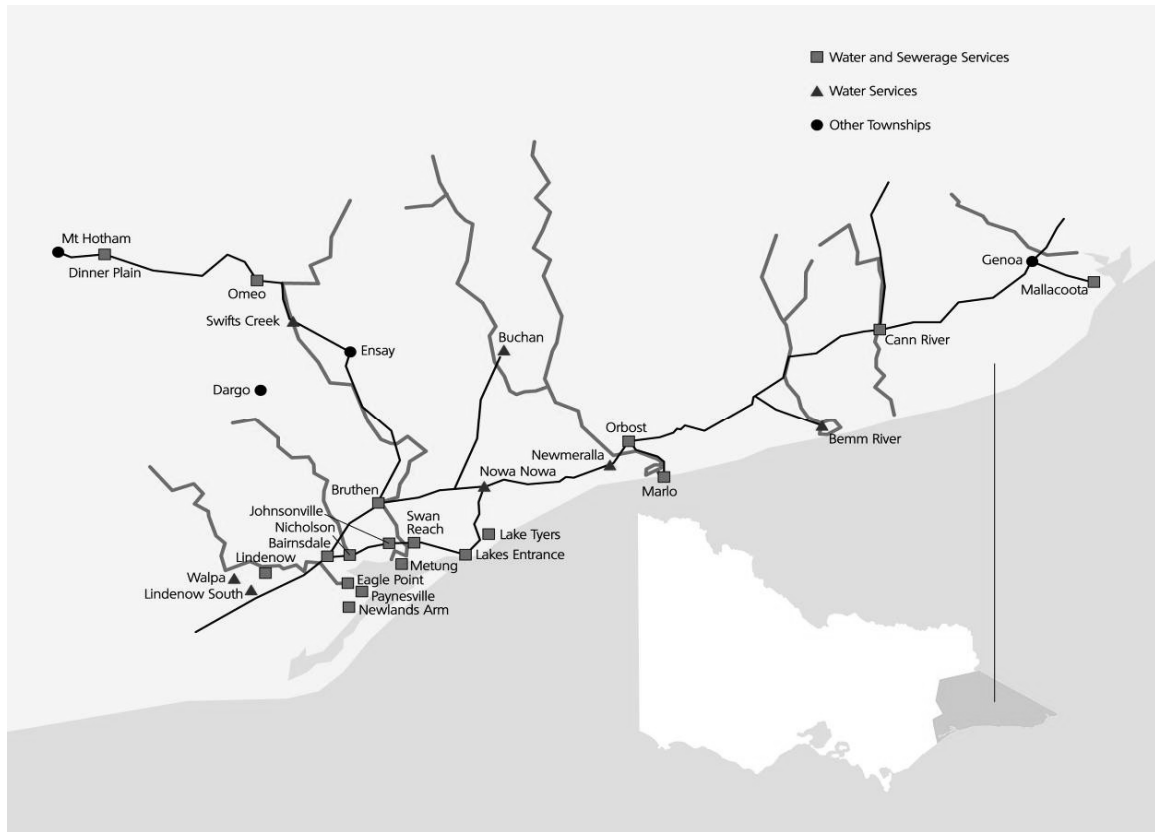 Water and Sewerage Services
Water Services
Other Townships
Mt Hotham
Dinner Plain
Omeo
Swifts Creek
Ensay
Dargo
Buchan
Genoa
Mallacoota
Cann River
Bemm River
Orbost
Newmeralla
Marlo
Nowa Nowa
Bruthen
Johnsonville
Nicholson
Bairnsdale
Swan
Reach
Lake Tyers
Lakes Entrance
Metung
Lindenow
Walpa
Lindenow South
Eagle Point
Paynesville
Newlands Arm